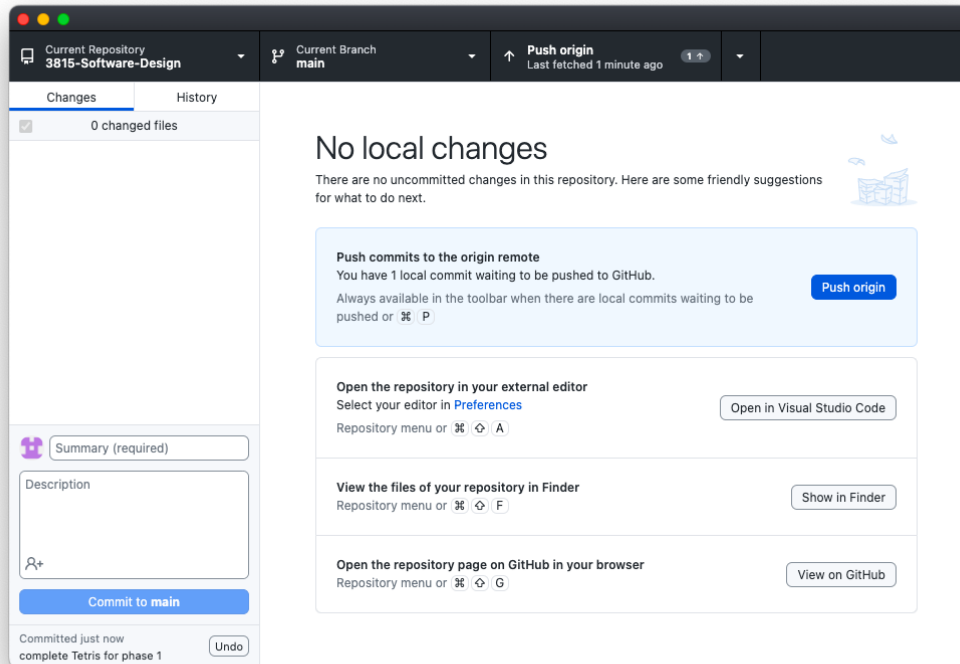 Current Repository
3815-Software-Design
Current Branch
main
Push origin
Last fetched 1 minute ago
1 ↑
Changes
History
0 changed files
No local changes
There are no uncommitted changes in this repository. Here are some friendly suggestions
for what to do next.
Push commits to the origin remote
You have 1 local commit waiting to be pushed to GitHub.
Always available in the toolbar when there are local commits waiting to be
pushed or ⌘ P
Push origin
Open the repository in your external editor
Select your editor in Preferences
Repository menu or ⌘ ⇧ A
Open in Visual Studio Code
View the files of your repository in Finder
Repository menu or ⌘ ⇧ F
Show in Finder
Open the repository page on GitHub in your browser
Repository menu or ⌘ ⇧ G
View on GitHub
Summary (required)
Description
Commit to main
Committed just now
complete Tetris for phase 1
Undo